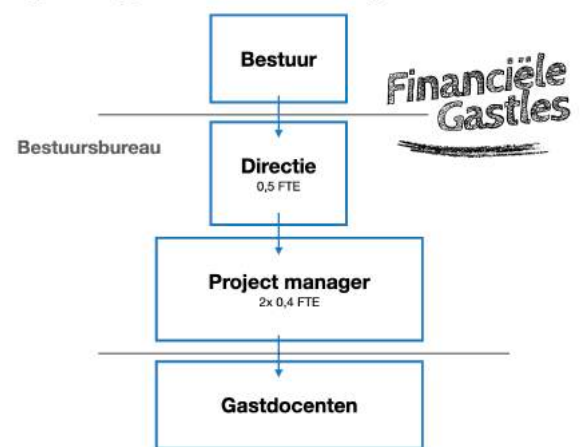 Bestuur
Financiële
Gastles
Bestuursbureau
Directie
0,5 FTE
Project manager
2x 0,4 FTE
Gastdocenten